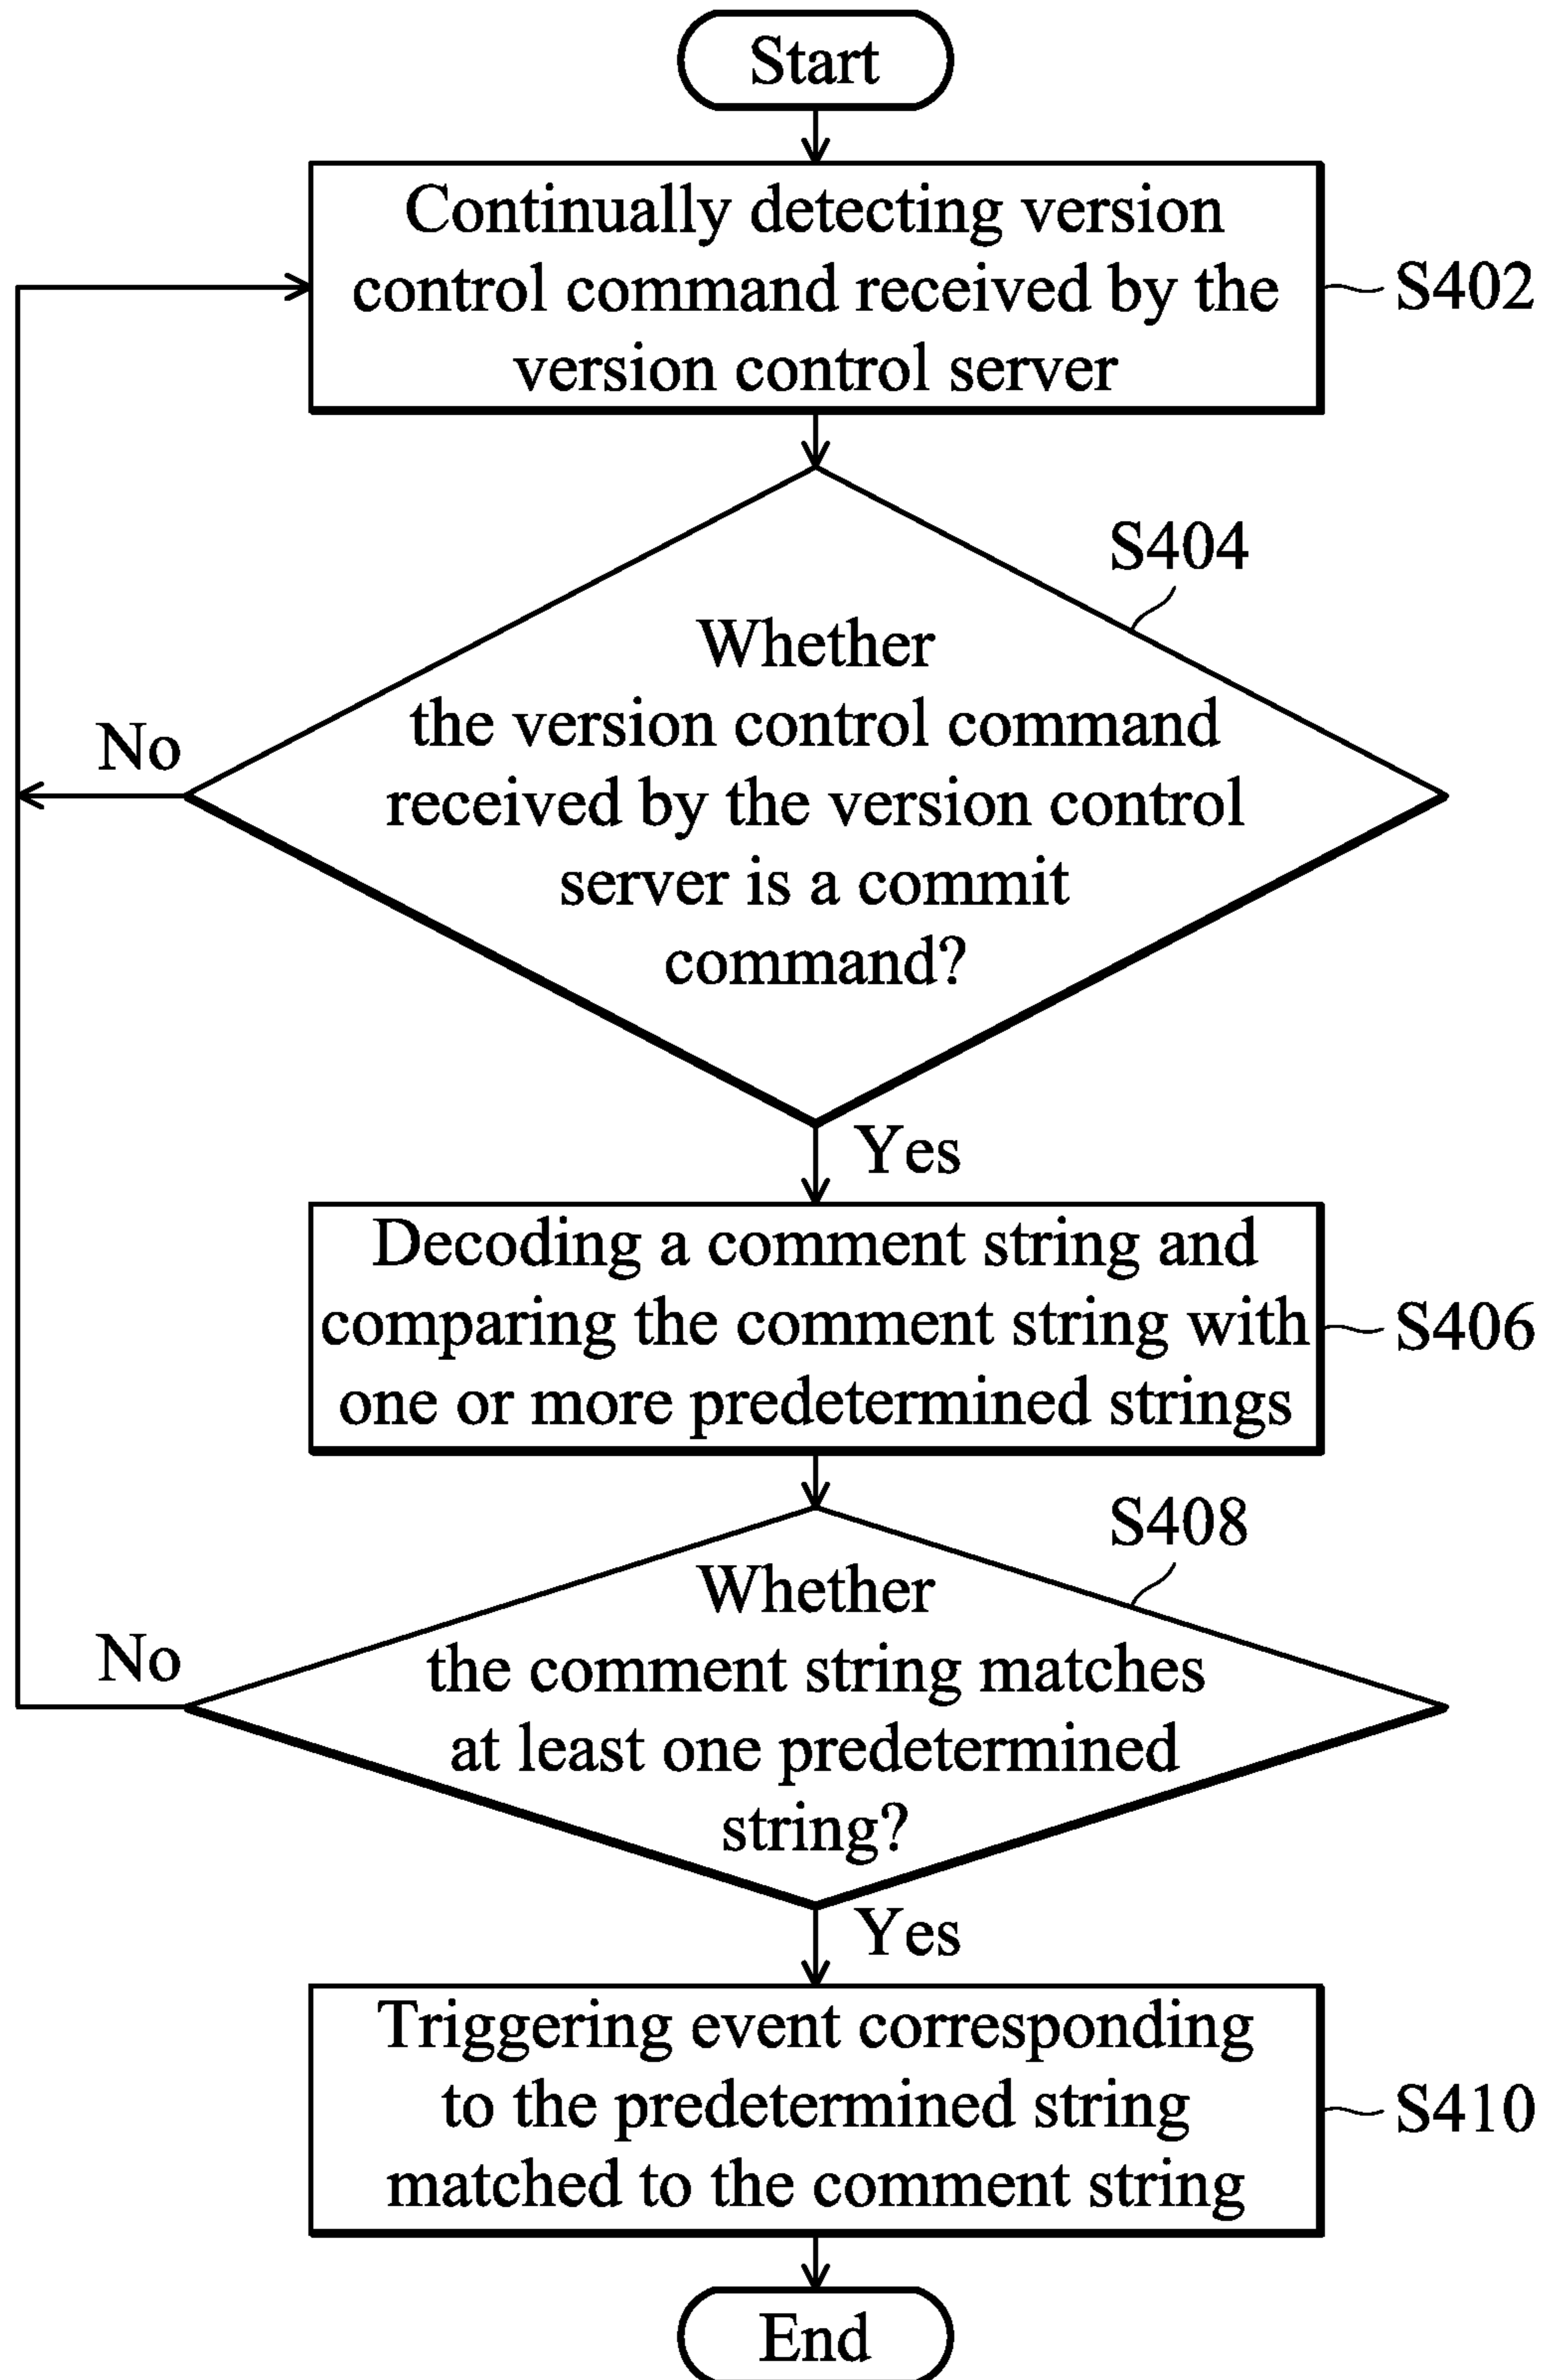 Start
Continually detecting version
control command received by the
version control server
S402
S404
Whether
the version control command
received by the version control
server is a commit
command?
No
Yes
Decoding a comment string and
comparing the comment string with
one or more predetermined strings
S406
S408
Whether
the comment string matches
at least one predetermined
string?
No
Yes
Triggering event corresponding
to the predetermined string
matched to the comment string
S410
End